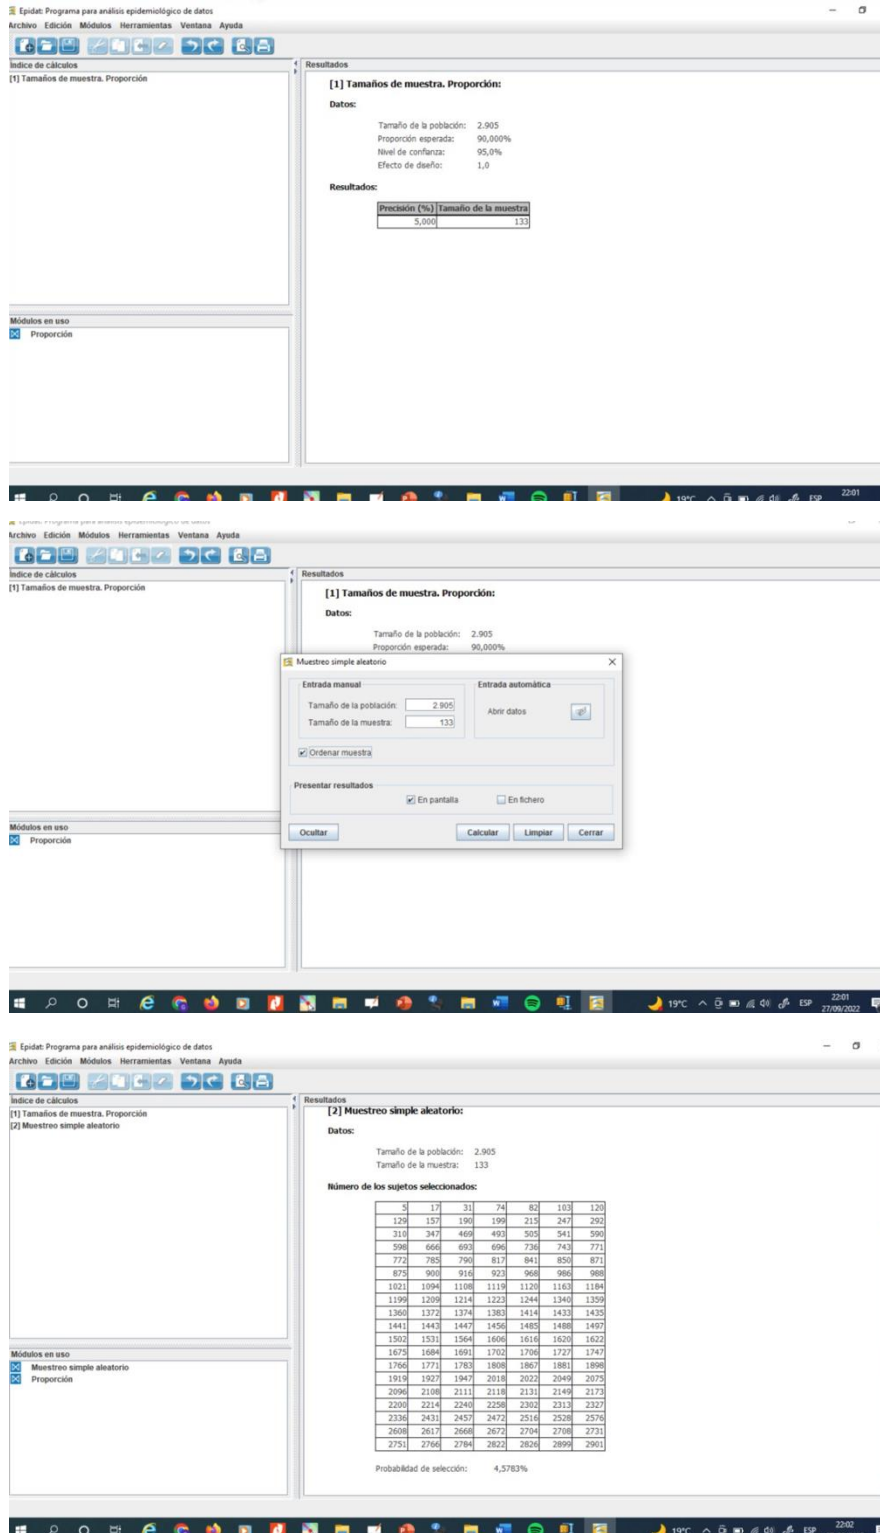 Epidat: Programa para análisis epidemiológico de datos
Archivo Edición Módulos Herramientas Ventana Ayuda
Índice de cálculos
[1] Tamaños de muestra. Proporción
Módulos en uso
Proporción
Resultados
[1] Tamaños de muestra. Proporción:
Datos:
Tamaño de la población: 2.905
Proporción esperada: 90,000%
Nivel de confianza: 95,0%
Efecto de diseño: 1,0
Resultados:
Precisión (%) Tamaño de la muestra
5,000 133
19°C ESP 22:01
Epidat: Programa para análisis epidemiológico de datos
Archivo Edición Módulos Herramientas Ventana Ayuda
Índice de cálculos
[1] Tamaños de muestra. Proporción
Módulos en uso
Proporción
Resultados
[1] Tamaños de muestra. Proporción:
Datos:
Tamaño de la población: 2.905
Proporción esperada: 90,000%
Muestreo simple aleatorio
Entrada manual
Tamaño de la población: 2.905
Tamaño de la muestra: 133
Entrada automática
Abrir datos
Ordenar muestra
Presentar resultados
En pantalla En fichero
Ocultar Calcular Limpiar Cerrar
19°C ESP 22:01
27/09/2022
Epidat: Programa para análisis epidemiológico de datos
Archivo Edición Módulos Herramientas Ventana Ayuda
Índice de cálculos
[1] Tamaños de muestra. Proporción
[2] Muestreo simple aleatorio
Módulos en uso
Muestreo simple aleatorio
Proporción
Resultados
[2] Muestreo simple aleatorio:
Datos:
Tamaño de la población: 2.905
Tamaño de la muestra: 133
Número de los sujetos seleccionados:
5 17 31 74 82 103 120
129 157 190 199 215 247 292
310 347 469 493 505 541 590
598 666 693 696 736 743 771
772 785 790 817 841 850 871
875 900 916 923 968 986 988
1021 1094 1108 1119 1120 1163 1184
1199 1209 1214 1223 1244 1340 1359
1360 1372 1374 1383 1414 1433 1435
1441 1443 1447 1456 1485 1488 1497
1502 1531 1564 1606 1616 1620 1622
1675 1684 1691 1702 1706 1727 1747
1766 1771 1783 1808 1867 1881 1898
1919 1927 1947 2018 2022 2049 2075
2096 2108 2111 2118 2131 2149 2173
2200 2214 2240 2258 2302 2313 2327
2336 2431 2457 2472 2516 2528 2576
2608 2617 2668 2672 2704 2708 2731
2751 2766 2784 2822 2826 2899 2901
Probabilidad de selección: 4,5783%
19°C ESP 22:02